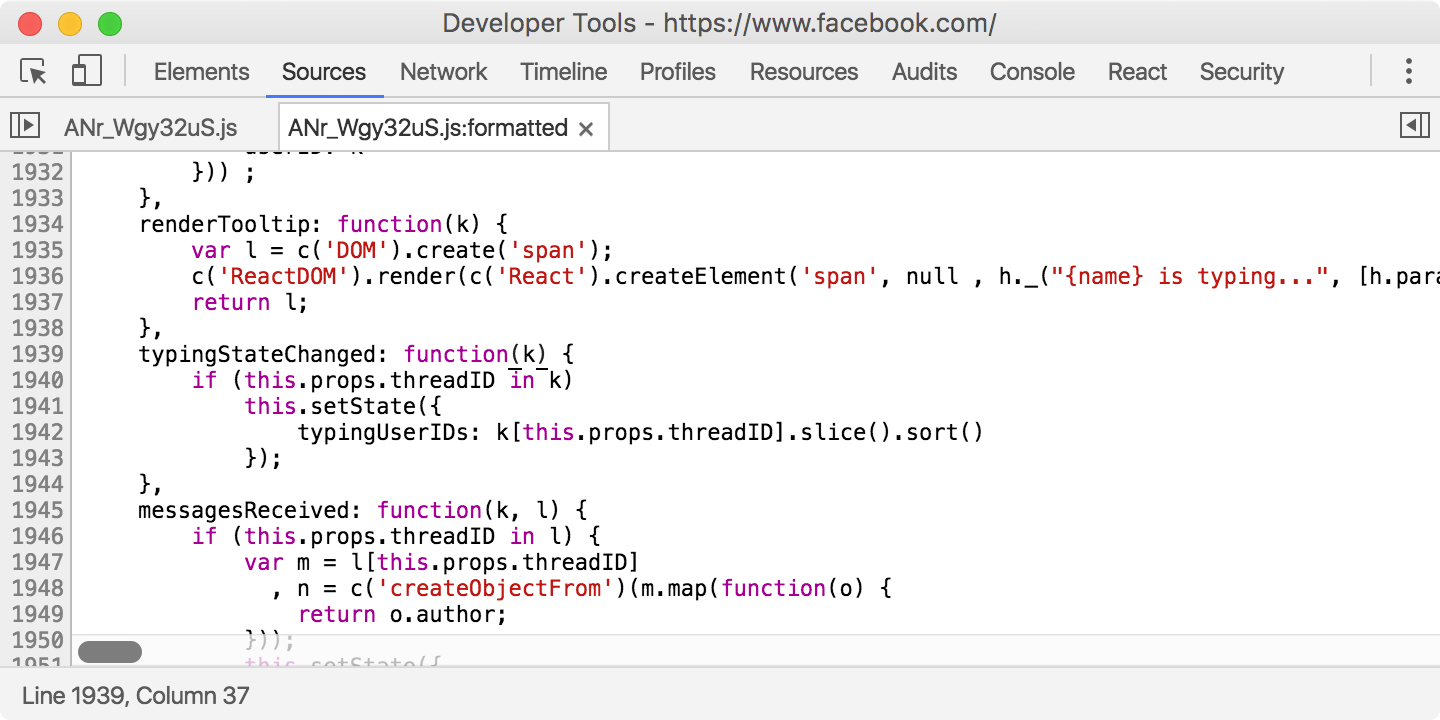 Developer Tools - https://www.facebook.com/
Elements Sources Network Timeline Profiles Resources Audits Console React Security
ANr_Wgy32uS.js ANr_Wgy32uS.js:formatted ×
1932 })) ;
1933 },
1934 renderTooltip: function(k) {
1935 var l = c('DOM').create('span');
1936 c('ReactDOM').render(c('React').createElement('span', null , h._("{name} is typing...", [h.para
1937 return l;
1938 },
1939 typingStateChanged: function(k) {
1940 if (this.props.threadID in k)
1941 this.setState({
1942 typingUserIDs: k[this.props.threadID].slice().sort()
1943 });
1944 },
1945 messagesReceived: function(k, l) {
1946 if (this.props.threadID in l) {
1947 var m = l[this.props.threadID]
1948 , n = c('createObjectFrom')(m.map(function(o) {
1949 return o.author;
1950 }));
1951 this.setState({
Line 1939, Column 37